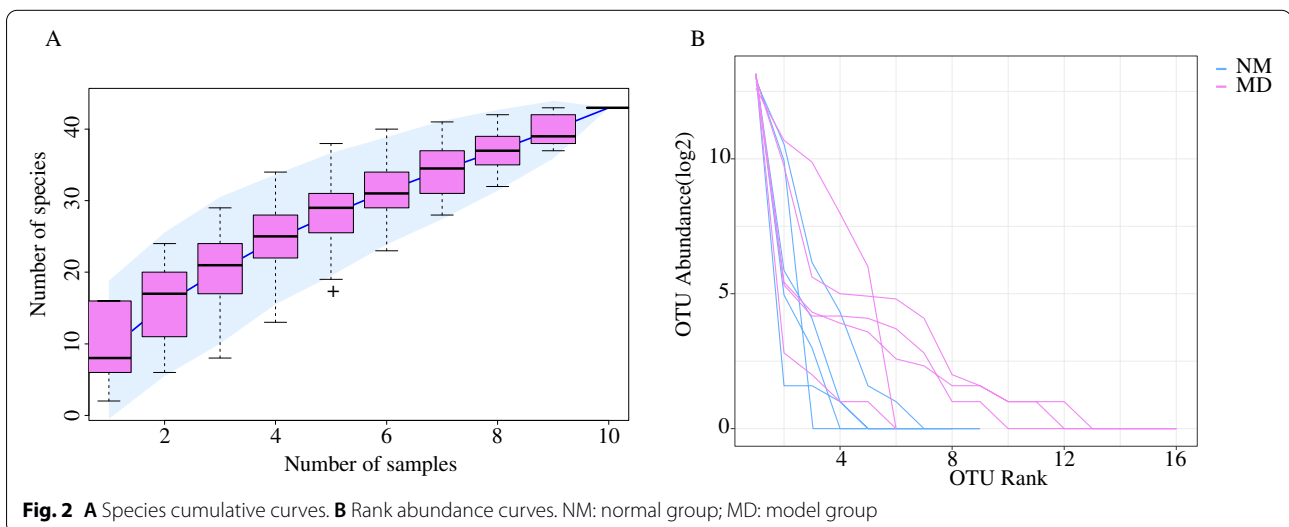 A
Number of species
0
10
20
30
40
2
4
6
8
10
Number of samples
B
NM
MD
OTU Abundance(log2)
10
5
0
4
8
12
16
OTU Rank
Fig. 2 A Species cumulative curves. B Rank abundance curves. NM: normal group; MD: model group